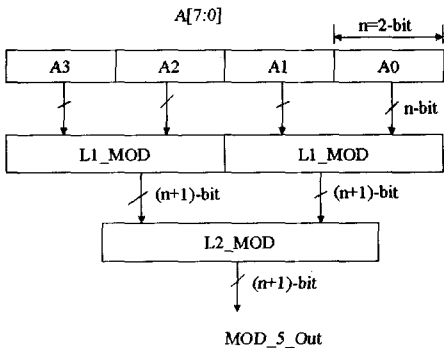 A[7:0]
n=2-bit
A3 A2 A1 A0
n-bit
L1_MOD L1_MOD
(n+1)-bit (n+1)-bit
L2_MOD
(n+1)-bit
MOD_5_Out